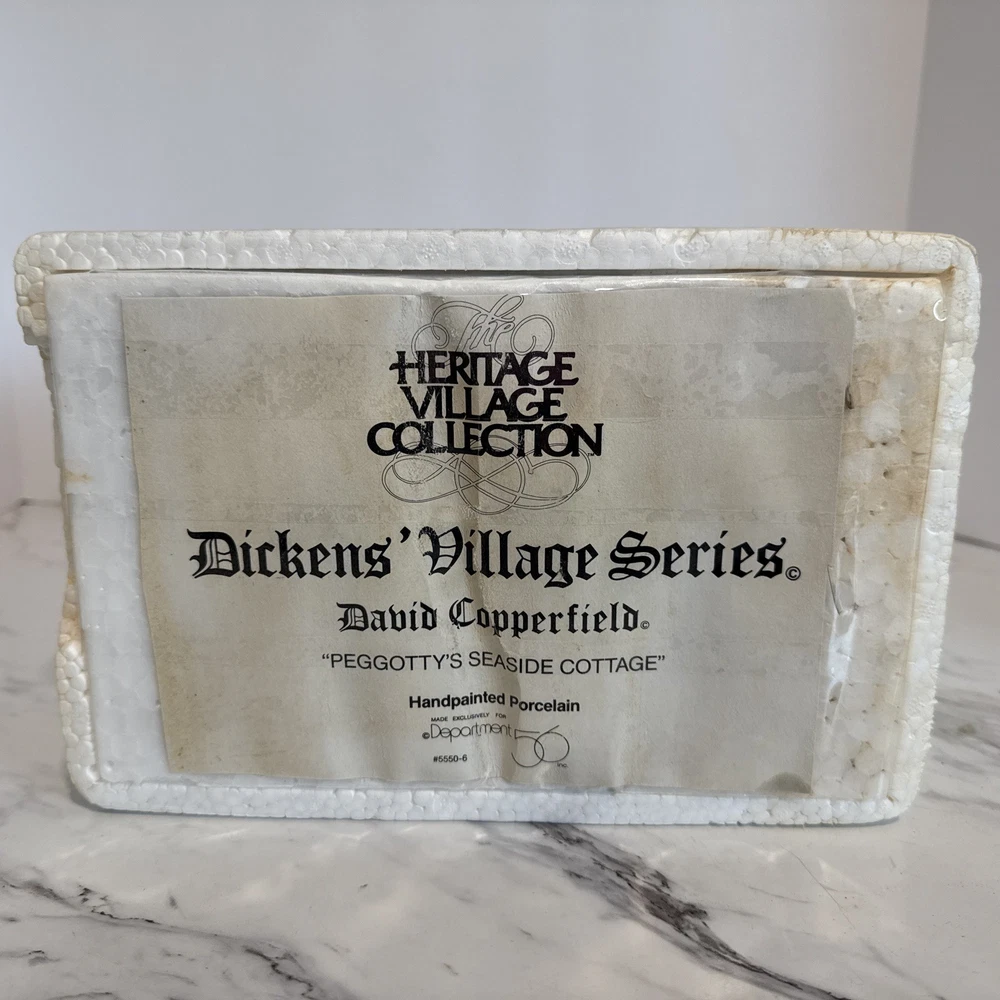 The
HERITAGE
VILLAGE
COLLECTION
Dickens' Village Series©
David Copperfield©
"PEGGOTTY'S SEASIDE COTTAGE"
Handpainted Porcelain
MADE EXCLUSIVELY FOR
©Department 56 Inc.
#5550-6